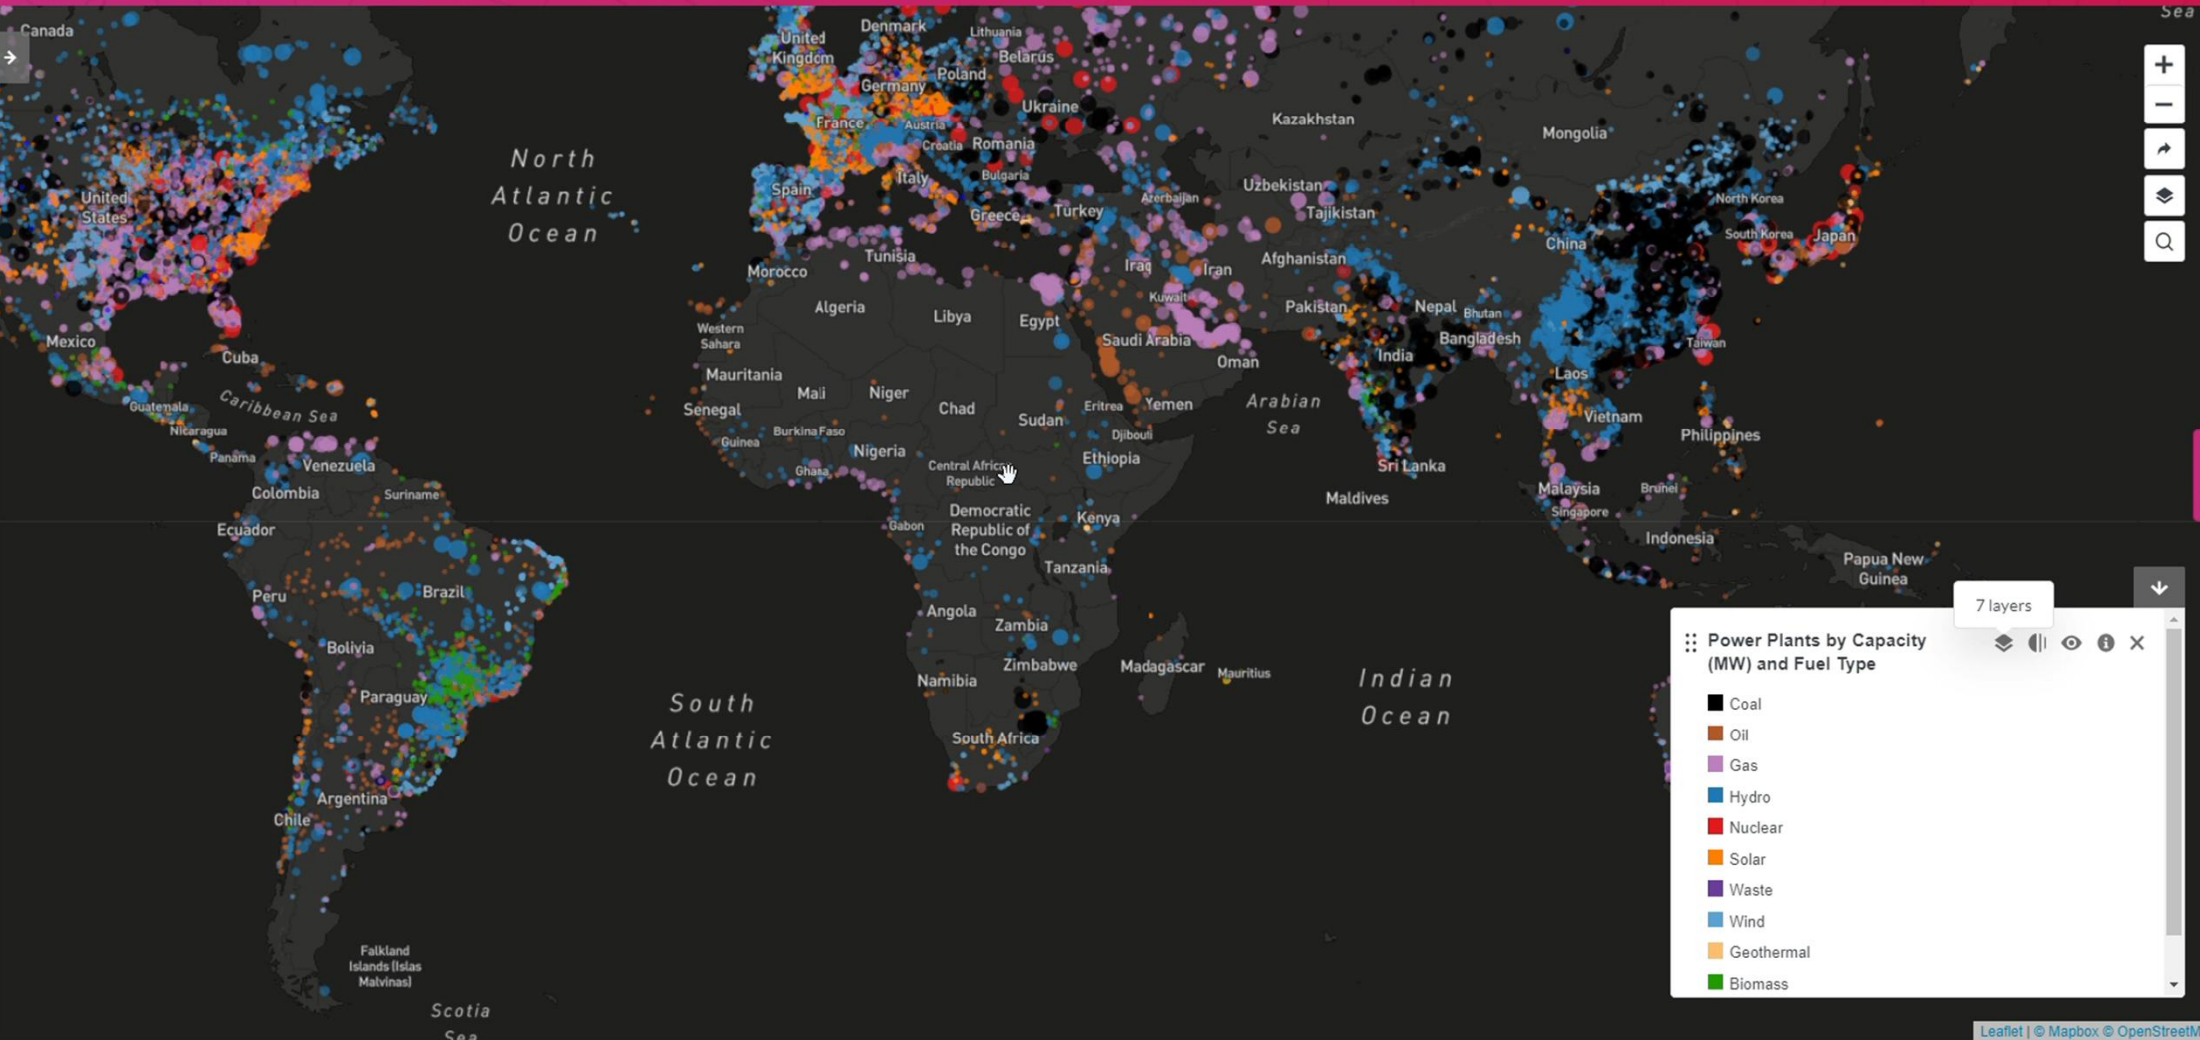 Canada
Sea
Denmark
Lithuania
United
Kingdom
Belarus
Poland
Germany
Ukraine
Kazakhstan
France
Austria
Mongolia
Croatia
Romania
North
Atlantic
Ocean
Italy
Bulgaria
Spain
Uzbekistan
United
States
Azerbaijan
North Korea
Greece
Turkey
Tajikistan
South Korea
Japan
China
Tunisia
Afghanistan
Morocco
Iraq
Iran
Algeria
Libya
Egypt
Kuwait
Pakistan
Nepal
Bhutan
Western
Sahara
Mexico
Saudi Arabia
Bangladesh
Taiwan
Cuba
Oman
India
Mauritania
Laos
Mali
Niger
Caribbean Sea
Guatemala
Senegal
Chad
Eritrea
Yemen
Arabian
Sea
Sudan
Vietnam
Nicaragua
Guinea
Burkina Faso
Djibouti
Philippines
Panama
Venezuela
Nigeria
Ethiopia
Ghana
Central Africa
Republic
Sri Lanka
Colombia
Suriname
Maldives
Malaysia
Brunei
Singapore
Ecuador
Gabon
Democratic
Republic of
the Congo
Kenya
Indonesia
Papua New
Guinea
Tanzania
Peru
Brazil
Angola
Zambia
Bolivia
Zimbabwe
Madagascar
Mauritius
Namibia
Paraguay
South
Atlantic
Ocean
Indian
Ocean
South Africa
Argentina
Chile
Falkland
Islands (Islas
Malvinas)
Scotia
Sea
7 layers
Power Plants by Capacity
(MW) and Fuel Type
Coal
Oil
Gas
Hydro
Nuclear
Solar
Waste
Wind
Geothermal
Biomass
Leaflet | © Mapbox © OpenStreetM